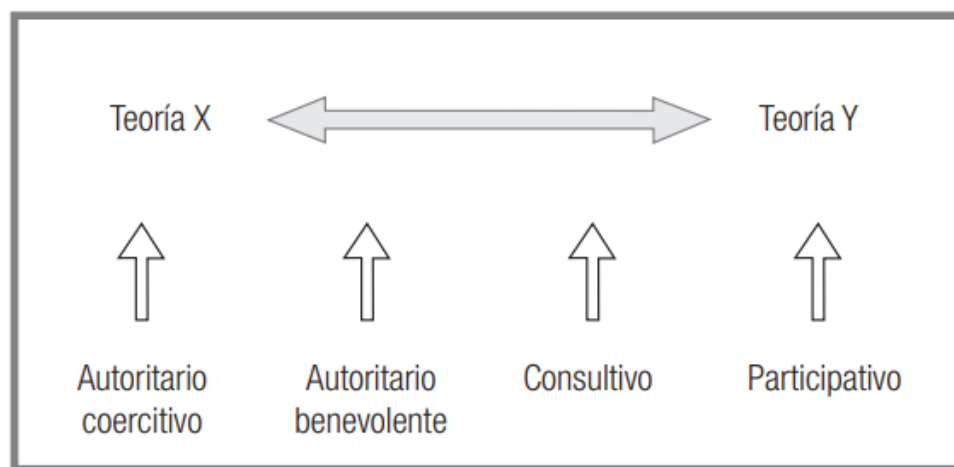 Teoría X
Teoría Y
Autoritario
coercitivo
Autoritario
benevolente
Consultivo
Participativo